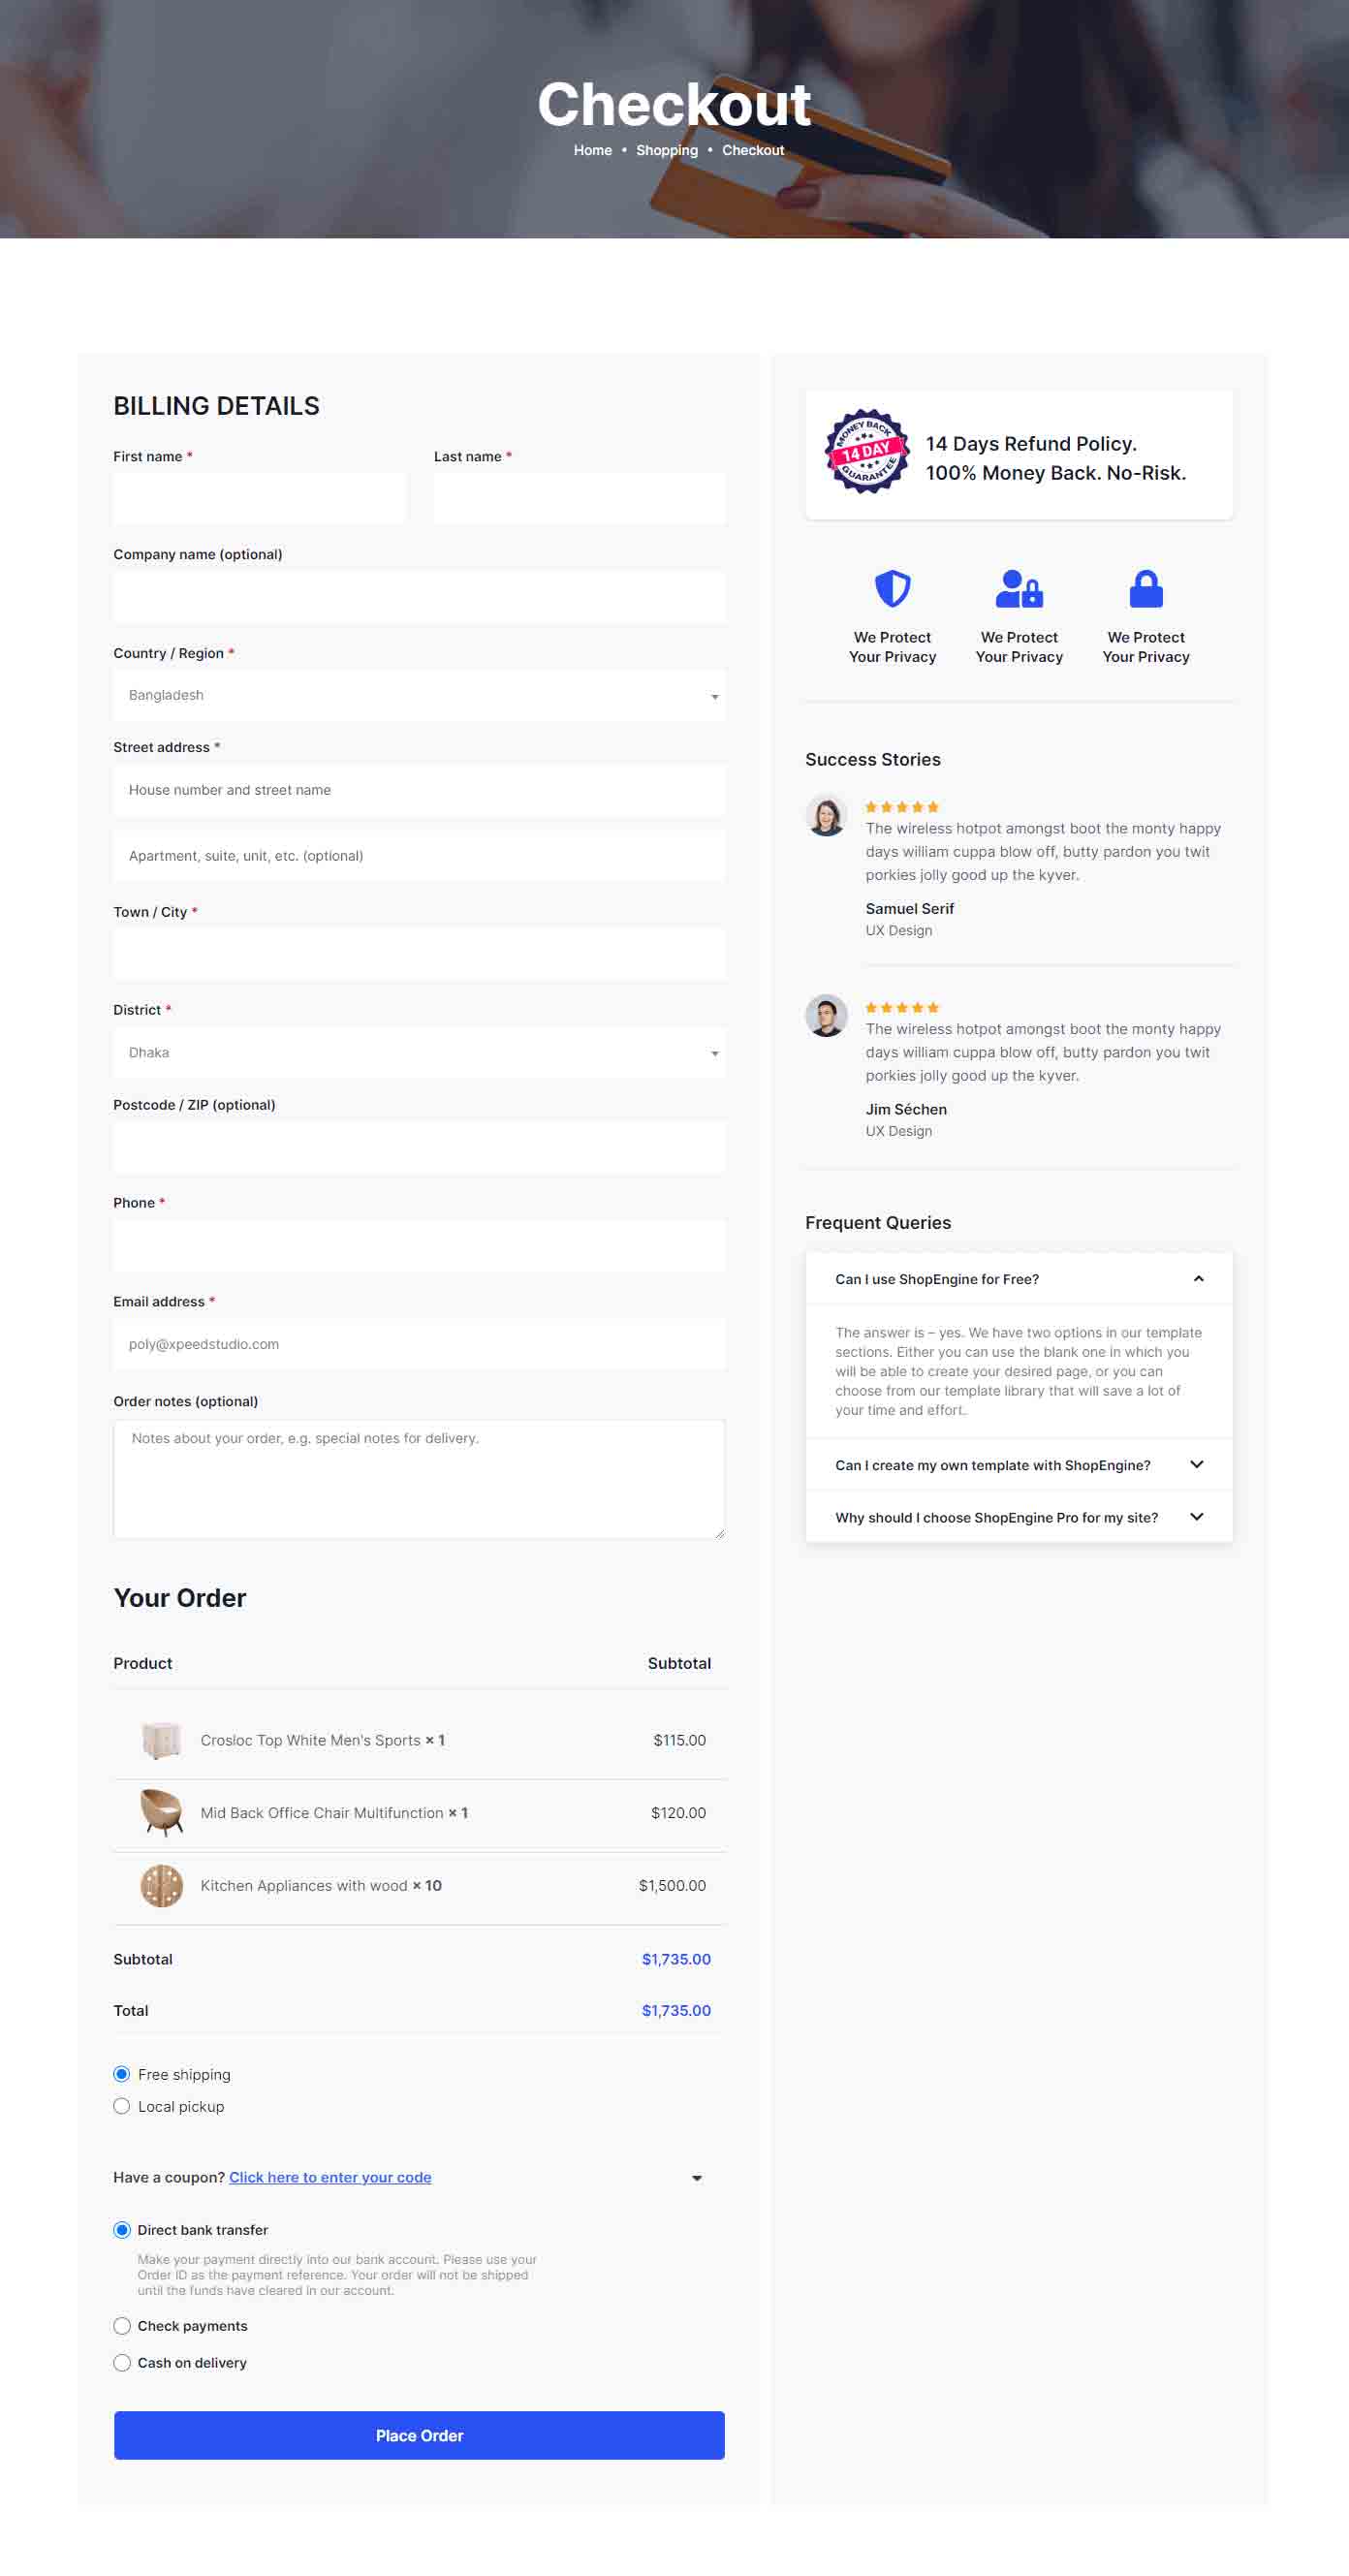 Checkout
Home • Shopping • Checkout
BILLING DETAILS
First name *
Last name *
Company name (optional)
Country / Region *
Bangladesh
Street address *
House number and street name
Apartment, suite, unit, etc. (optional)
Town / City *
District *
Dhaka
Postcode / ZIP (optional)
Phone *
Email address *
poly@xpeedstudio.com
Order notes (optional)
Notes about your order, e.g. special notes for delivery.
Your Order
Product Subtotal
Crosloc Top White Men's Sports × 1 $115.00
Mid Back Office Chair Multifunction × 1 $120.00
Kitchen Appliances with wood × 10 $1,500.00
Subtotal $1,735.00
Total $1,735.00
Free shipping
Local pickup
Have a coupon? Click here to enter your code
Direct bank transfer
Make your payment directly into our bank account. Please use your
Order ID as the payment reference. Your order will not be shipped
until the funds have cleared in our account.
Check payments
Cash on delivery
Place Order
MONEY BACK
14 DAY
GUARANTEE
14 Days Refund Policy.
100% Money Back. No-Risk.
We Protect
Your Privacy
We Protect
Your Privacy
We Protect
Your Privacy
Success Stories
The wireless hotpot amongst boot the monty happy
days william cuppa blow off, butty pardon you twit
porkies jolly good up the kyver.
Samuel Serif
UX Design
The wireless hotpot amongst boot the monty happy
days william cuppa blow off, butty pardon you twit
porkies jolly good up the kyver.
Jim Séchen
UX Design
Frequent Queries
Can I use ShopEngine for Free?
The answer is – yes. We have two options in our template
sections. Either you can use the blank one in which you
will be able to create your desired page, or you can
choose from our template library that will save a lot of
your time and effort.
Can I create my own template with ShopEngine?
Why should I choose ShopEngine Pro for my site?